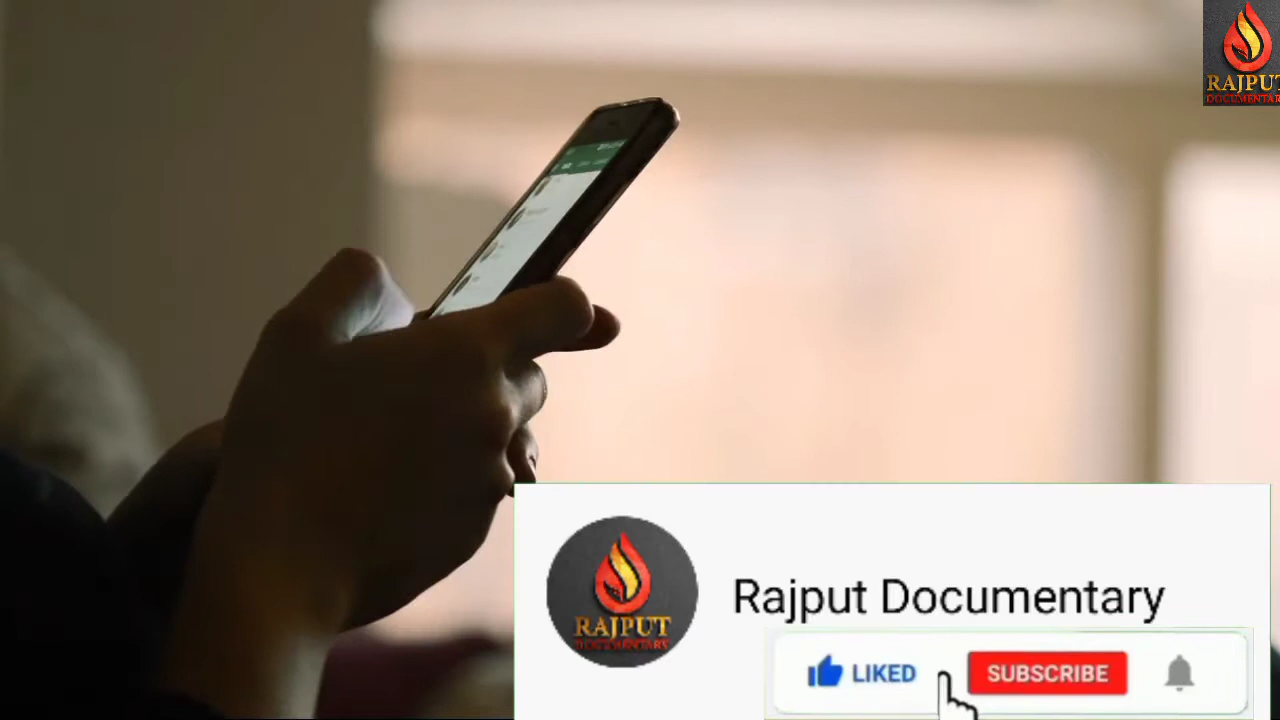 RAJPUT
DOCUMENTARY
Rajput Documentary
RAJPUT
DOCUMENTARY
LIKED
SUBSCRIBE